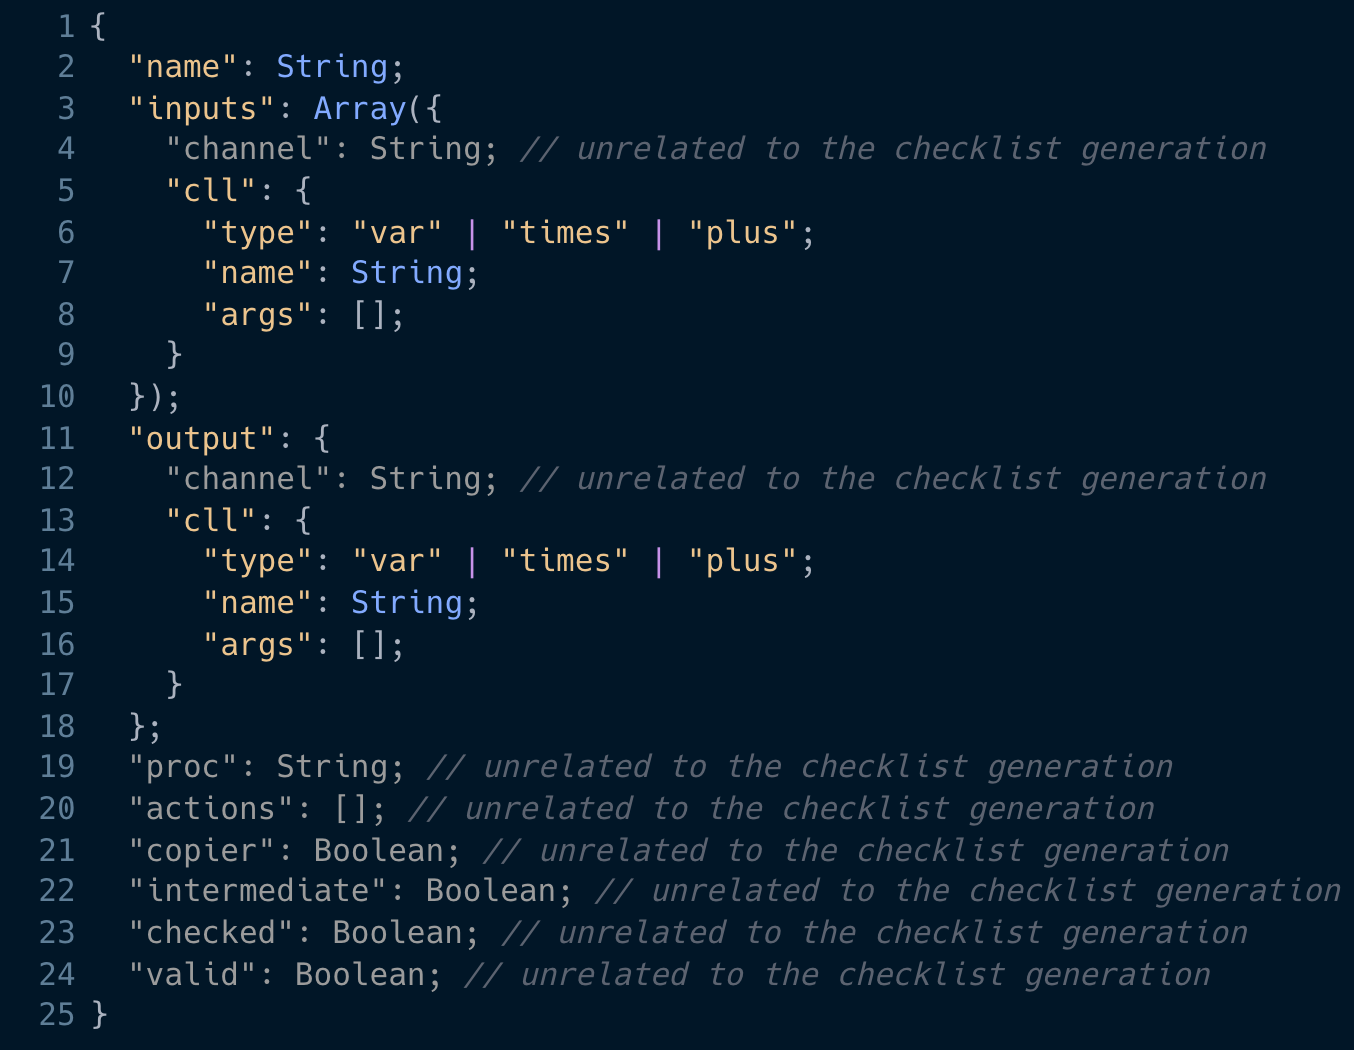 1 {
2   "name": String;
3   "inputs": Array({
4     "channel": String; // unrelated to the checklist generation
5     "cll": {
6       "type": "var" | "times" | "plus";
7       "name": String;
8       "args": [];
9     }
10   });
11   "output": {
12     "channel": String; // unrelated to the checklist generation
13     "cll": {
14       "type": "var" | "times" | "plus";
15       "name": String;
16       "args": [];
17     }
18   };
19   "proc": String; // unrelated to the checklist generation
20   "actions": []; // unrelated to the checklist generation
21   "copier": Boolean; // unrelated to the checklist generation
22   "intermediate": Boolean; // unrelated to the checklist generation
23   "checked": Boolean; // unrelated to the checklist generation
24   "valid": Boolean; // unrelated to the checklist generation
25 }